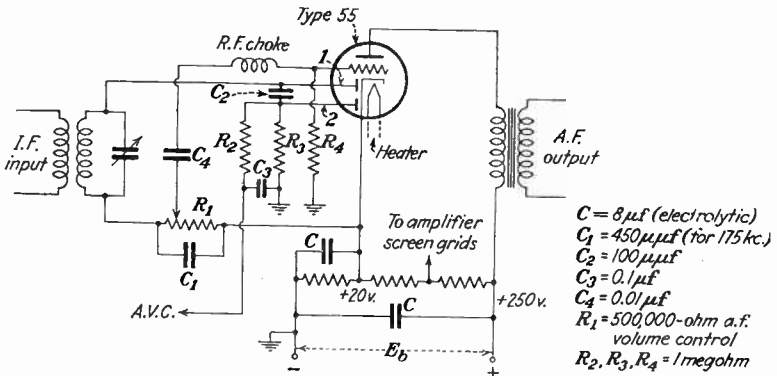 Type 55
R.F. choke
1
C2
2
I.F.
input
C4
R2
R3
R4
Heater
A.F.
output
C3
R1
C1
C
To amplifier
screen grids
+20v.
+250v.
A.V.C.
C
Eb
−
+
C = 8μf (electrolytic)
C1 = 450μμf (for 175kc.)
C2 = 100μμf
C3 = 0.1μf
C4 = 0.01μf
R1 = 500,000-ohm a.f.
volume control
R2, R3, R4 = 1 megohm